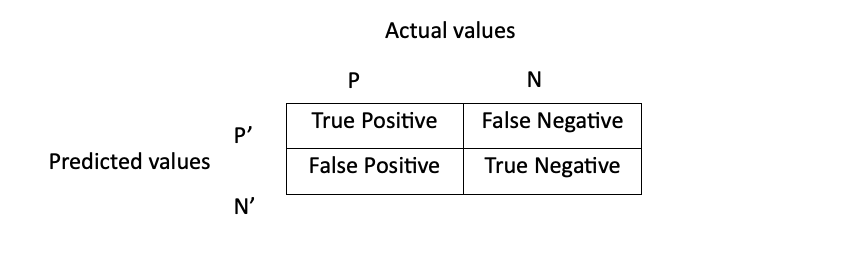 Actual values
P N
P’ True Positive False Negative
Predicted values False Positive True Negative
N’